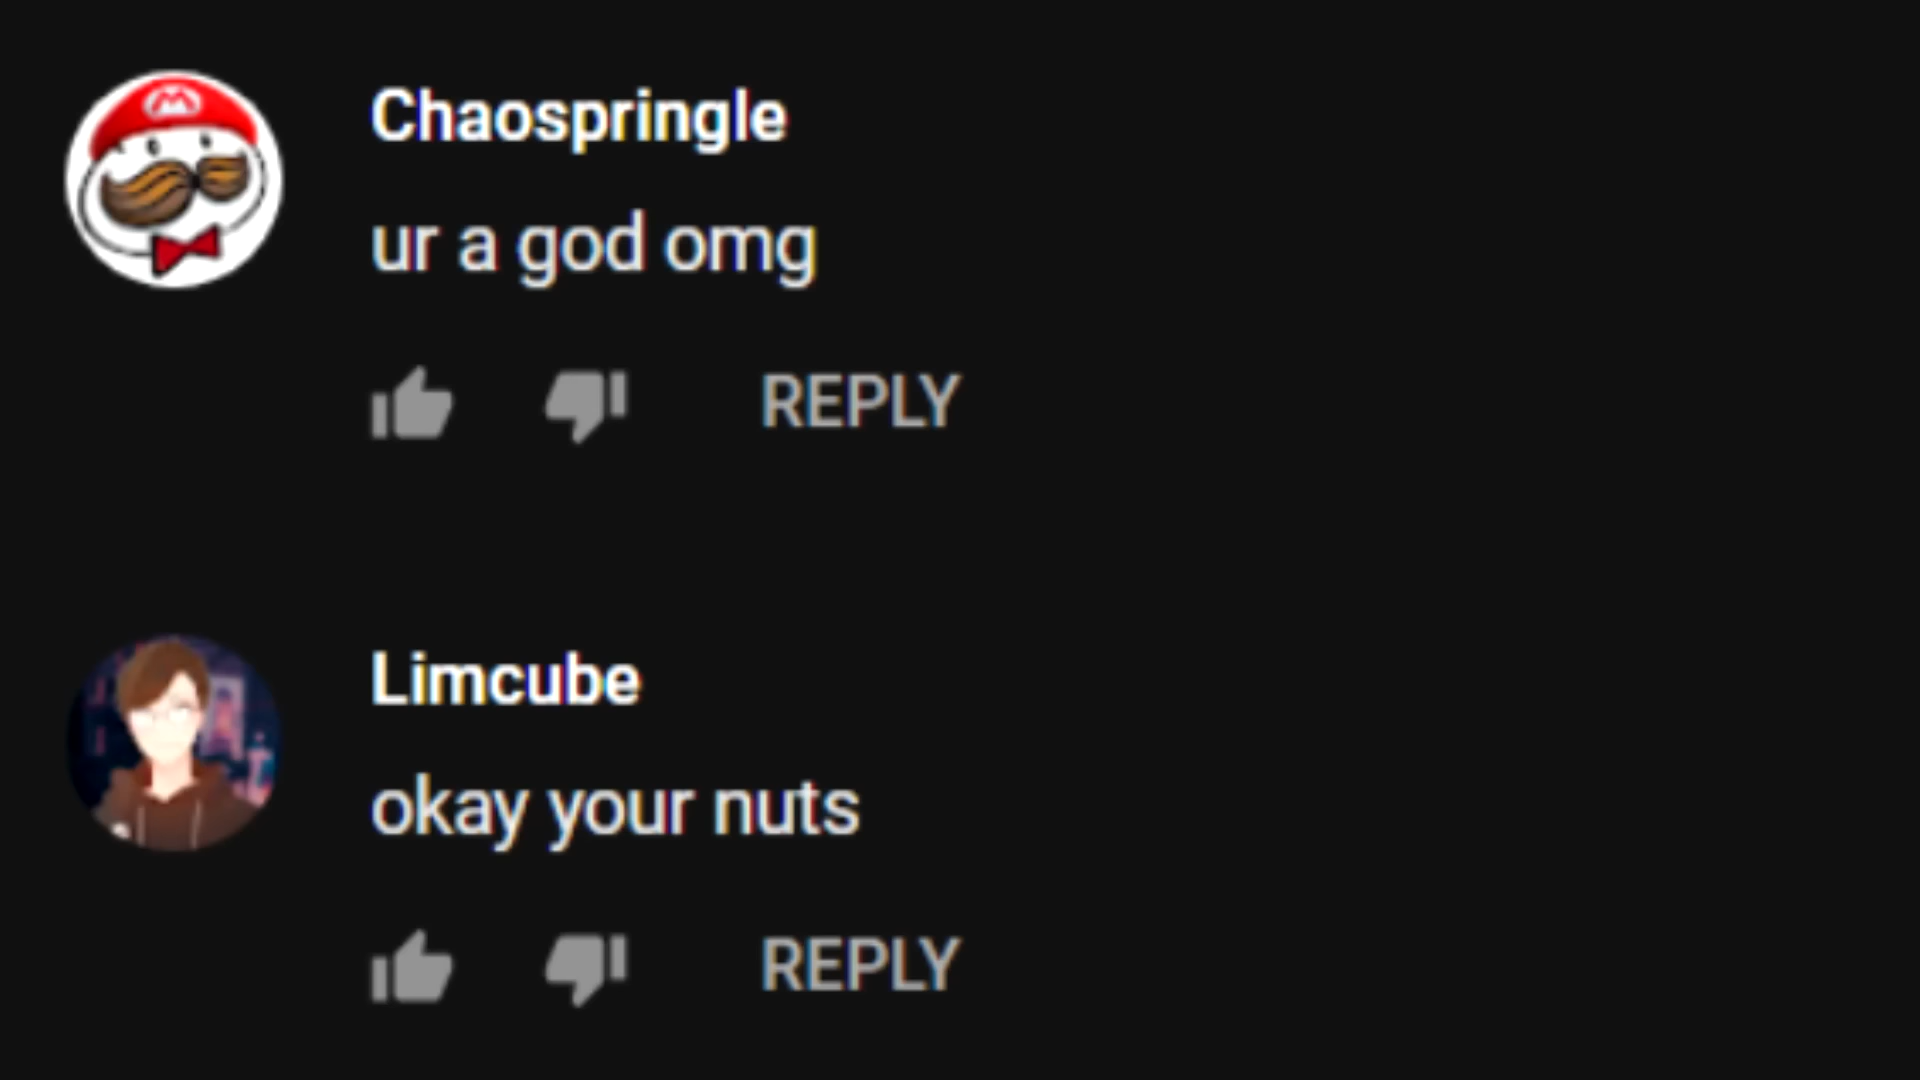 Chaospringle
ur a god omg
REPLY
Limcube
okay your nuts
REPLY